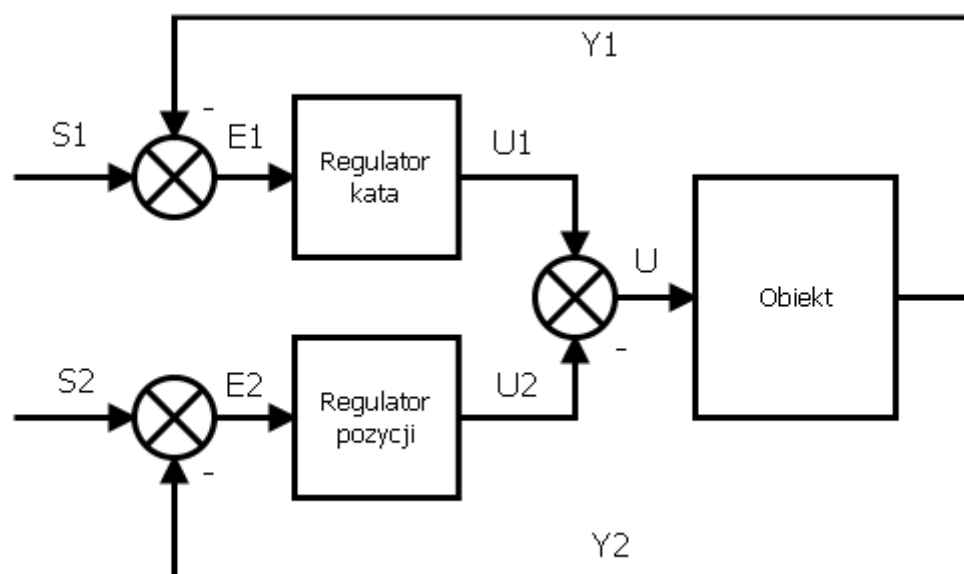 Y1
-
S1
E1
Regulator
kata
U1
U
Obiekt
-
S2
E2
Regulator
pozycji
U2
-
Y2